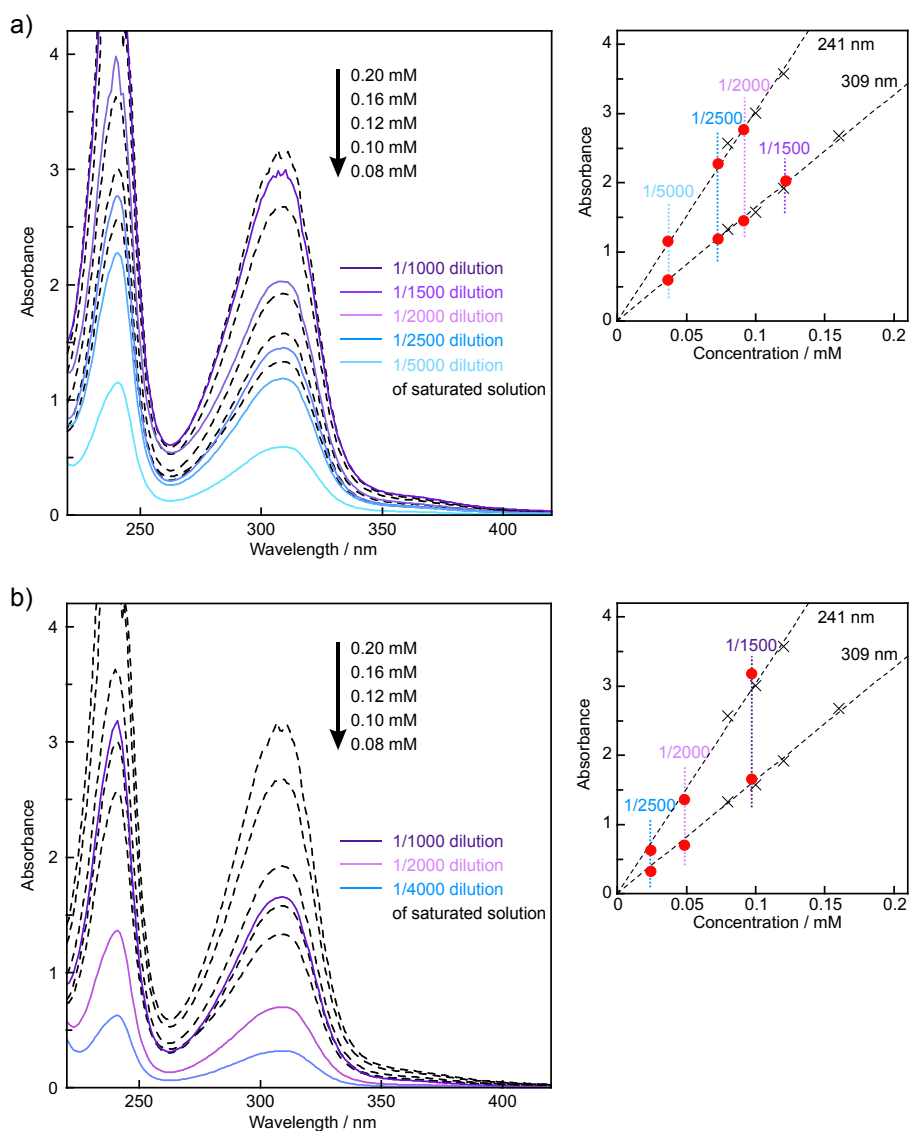 a)
4
3
2
1
0
Absorbance
250
300
350
400
Wavelength / nm
0.20 mM
0.16 mM
0.12 mM
0.10 mM
0.08 mM
1/1000 dilution
1/1500 dilution
1/2000 dilution
1/2500 dilution
1/5000 dilution
of saturated solution
4
3
2
1
0
Absorbance
0
0.05
0.1
0.15
0.2
Concentration / mM
241 nm
309 nm
1/2000
1/2500
1/1500
1/5000
b)
4
3
2
1
0
Absorbance
250
300
350
400
Wavelength / nm
0.20 mM
0.16 mM
0.12 mM
0.10 mM
0.08 mM
1/1000 dilution
1/2000 dilution
1/4000 dilution
of saturated solution
4
3
2
1
0
Absorbance
0
0.05
0.1
0.15
0.2
Concentration / mM
241 nm
309 nm
1/1500
1/2000
1/2500